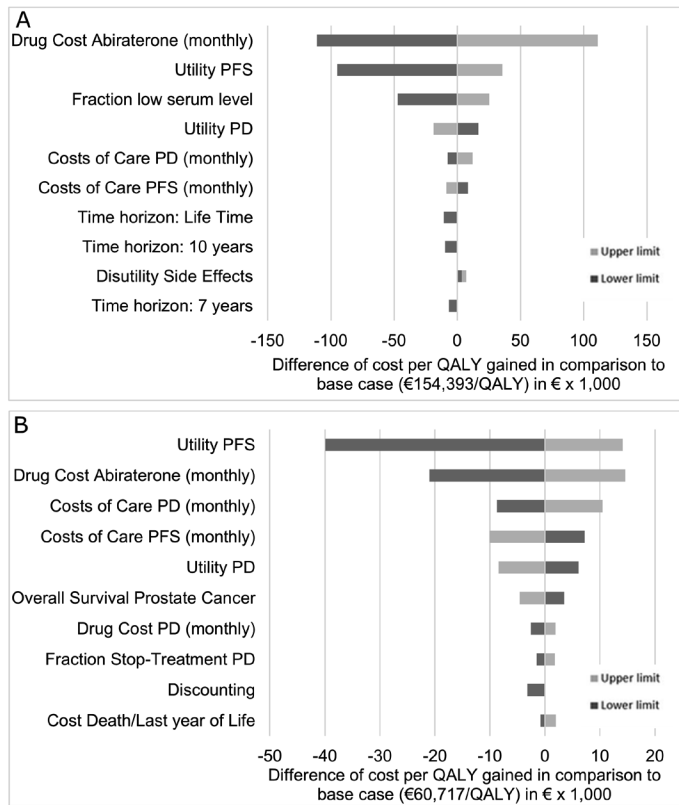 A
Drug Cost Abiraterone (monthly)
Utility PFS
Fraction low serum level
Utility PD
Costs of Care PD (monthly)
Costs of Care PFS (monthly)
Time horizon: Life Time
Time horizon: 10 years
Disutility Side Effects
Time horizon: 7 years
Upper limit
Lower limit
-150 -100 -50 0 50 100 150
Difference of cost per QALY gained in comparison to
base case (€154,393/QALY) in € x 1,000
B
Utility PFS
Drug Cost Abiraterone (monthly)
Costs of Care PD (monthly)
Costs of Care PFS (monthly)
Utility PD
Overall Survival Prostate Cancer
Drug Cost PD (monthly)
Fraction Stop-Treatment PD
Discounting
Cost Death/Last year of Life
Upper limit
Lower limit
-50 -40 -30 -20 -10 0 10 20
Difference of cost per QALY gained in comparison to
base case (€60,717/QALY) in € x 1,000